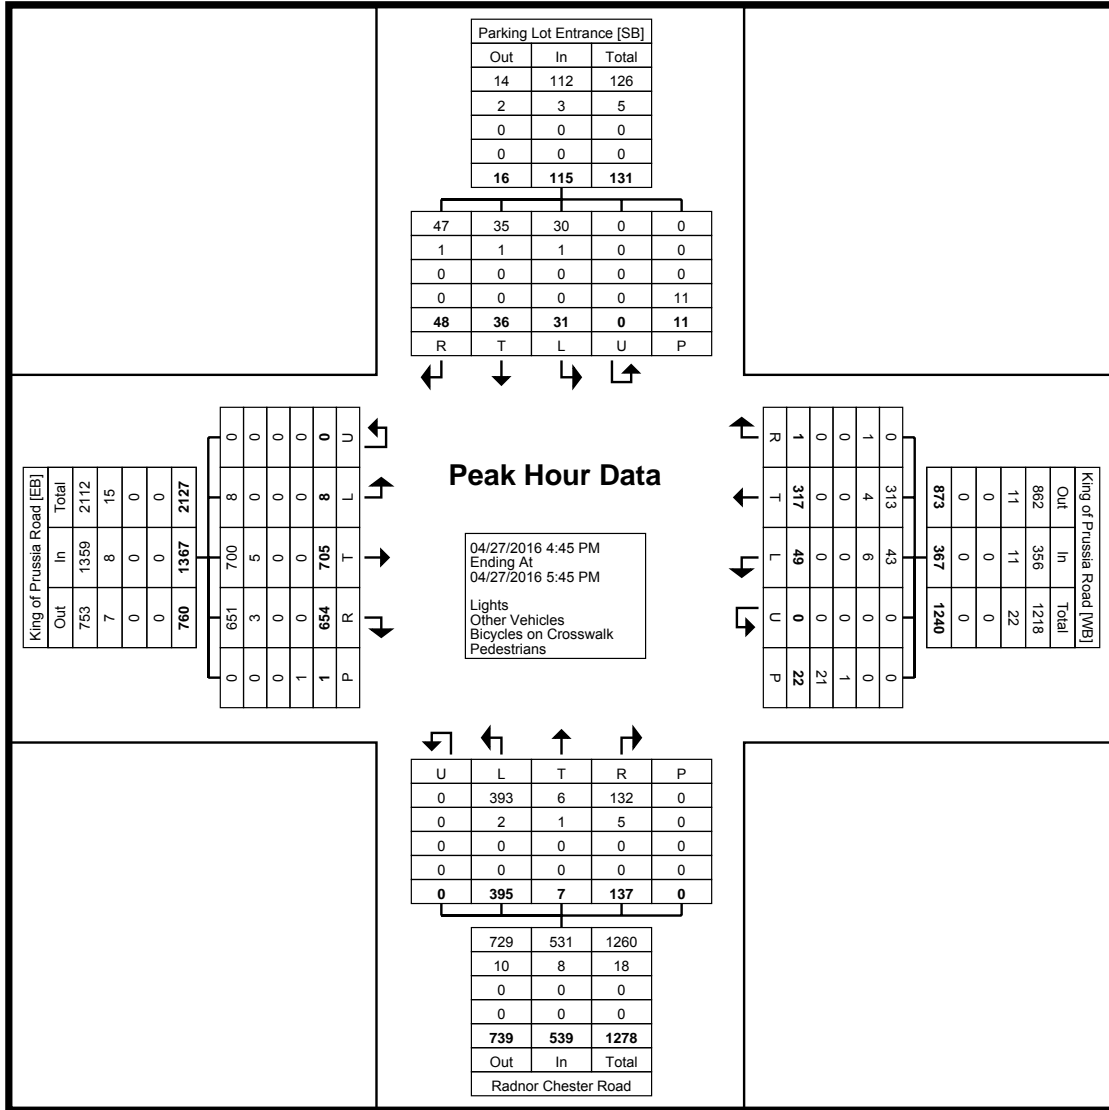 Parking Lot Entrance [SB]
Out In Total
14 112 126
2 3 5
0 0 0
0 0 0
16 115 131
47 35 30 0 0
1 1 1 0 0
0 0 0 0 0
0 0 0 0 11
48 36 31 0 11
R T L U P
King of Prussia Road [EB]
Total 2112 15 0 0 2127
In 1359 8 0 0 1367
Out 753 7 0 0 760
0 0 0 0 0 U
8 0 0 0 8 L
700 5 0 0 705 T
651 3 0 0 654 R
0 0 0 1 1 P
Peak Hour Data
04/27/2016 4:45 PM
Ending At
04/27/2016 5:45 PM
Lights
Other Vehicles
Bicycles on Crosswalk
Pedestrians
R 1 0 0 1 0
T 317 0 0 4 313
L 49 0 0 6 43
U 0 0 0 0 0
P 22 21 1 0 0
873 0 0 11 862 Out
367 0 0 11 356 In
1240 0 0 22 1218 Total
King of Prussia Road [WB]
U L T R P
0 393 6 132 0
0 2 1 5 0
0 0 0 0 0
0 0 0 0 0
0 395 7 137 0
729 531 1260
10 8 18
0 0 0
0 0 0
739 539 1278
Out In Total
Radnor Chester Road